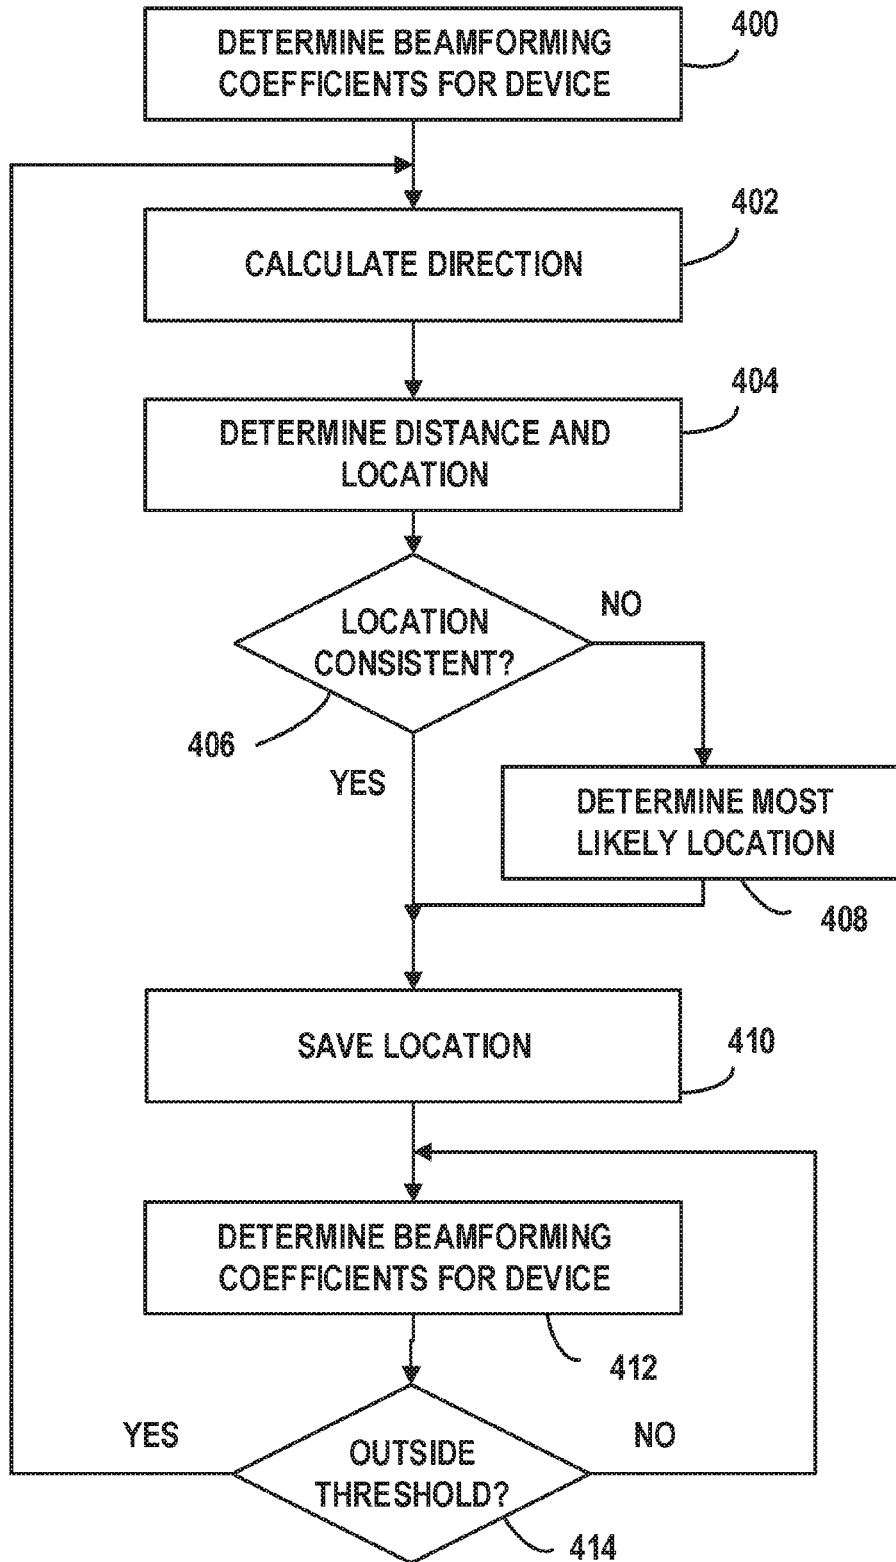 DETERMINE BEAMFORMING
COEFFICIENTS FOR DEVICE
400
CALCULATE DIRECTION
402
DETERMINE DISTANCE AND
LOCATION
404
LOCATION
CONSISTENT?
NO
406
YES
DETERMINE MOST
LIKELY LOCATION
408
SAVE LOCATION
410
DETERMINE BEAMFORMING
COEFFICIENTS FOR DEVICE
412
YES
OUTSIDE
THRESHOLD?
NO
414